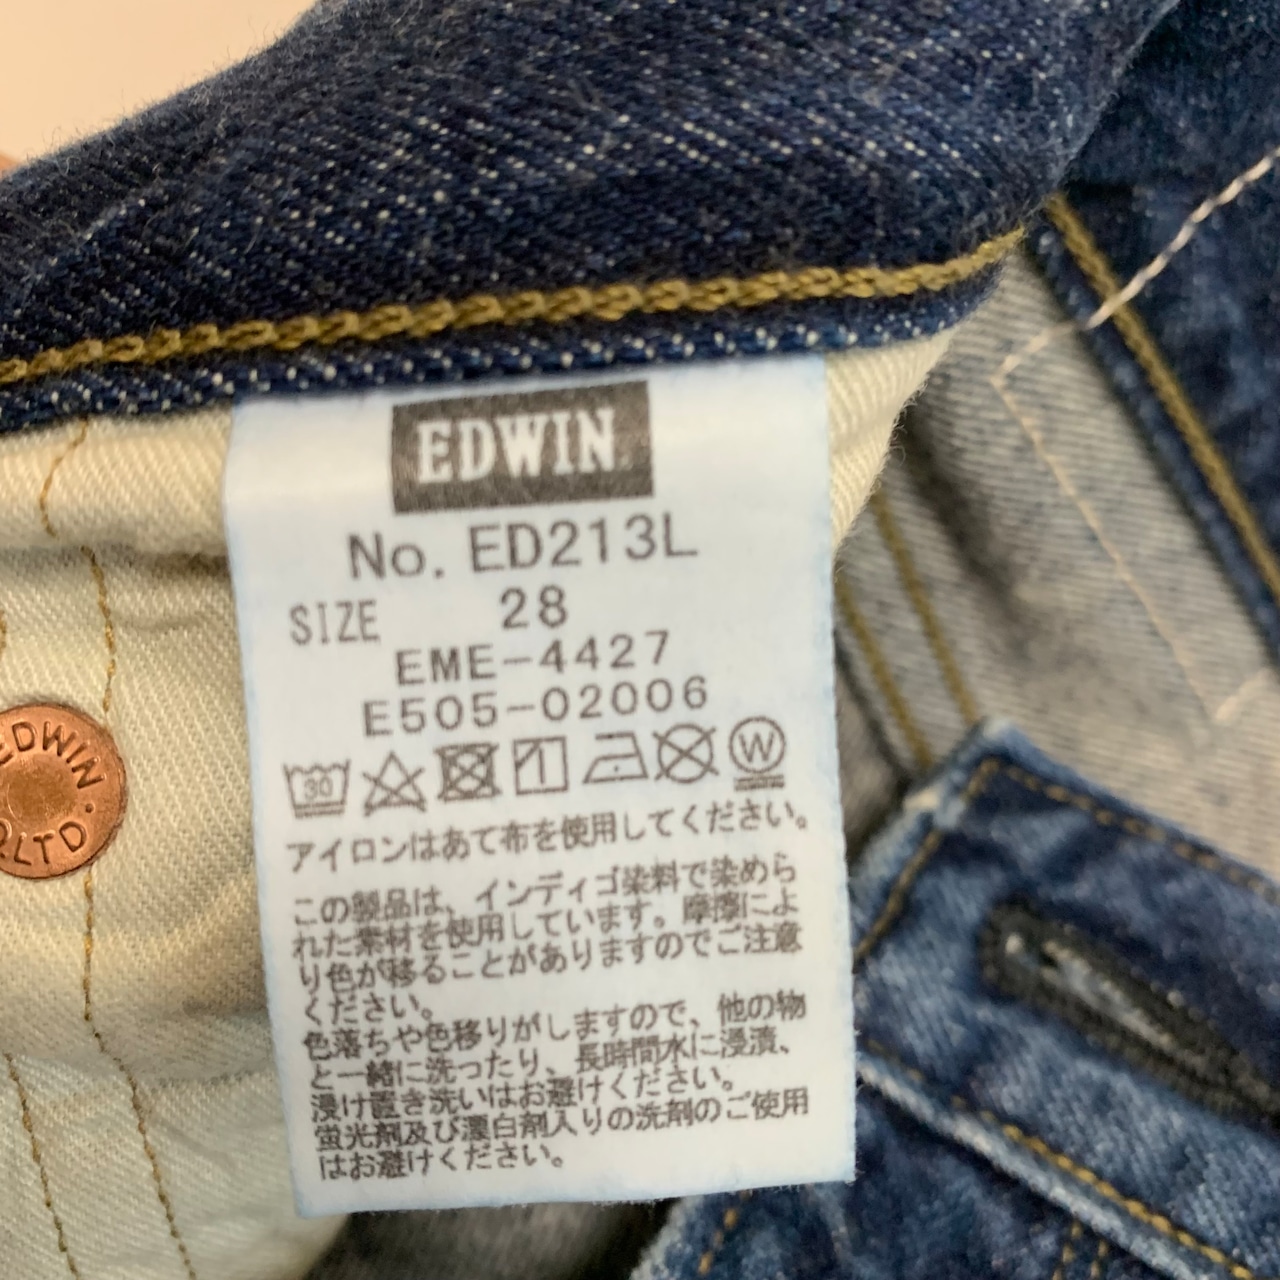 EDWIN
No. ED213L
SIZE 28
EME-4427
E505-02006
30
W
アイロンはあて布を使用してください。
この製品は、インディゴ染料で染めら
れた素材を使用しています。摩擦によ
り色が移ることがありますのでご注意
ください。
色落ちや色移りがしますので、他の物
と一緒に洗ったり、長時間水に浸漬、
浸け置き洗いはお避けください。
蛍光剤及び漂白剤入りの洗剤のご使用
はお避けください。
EDWIN
LTD.